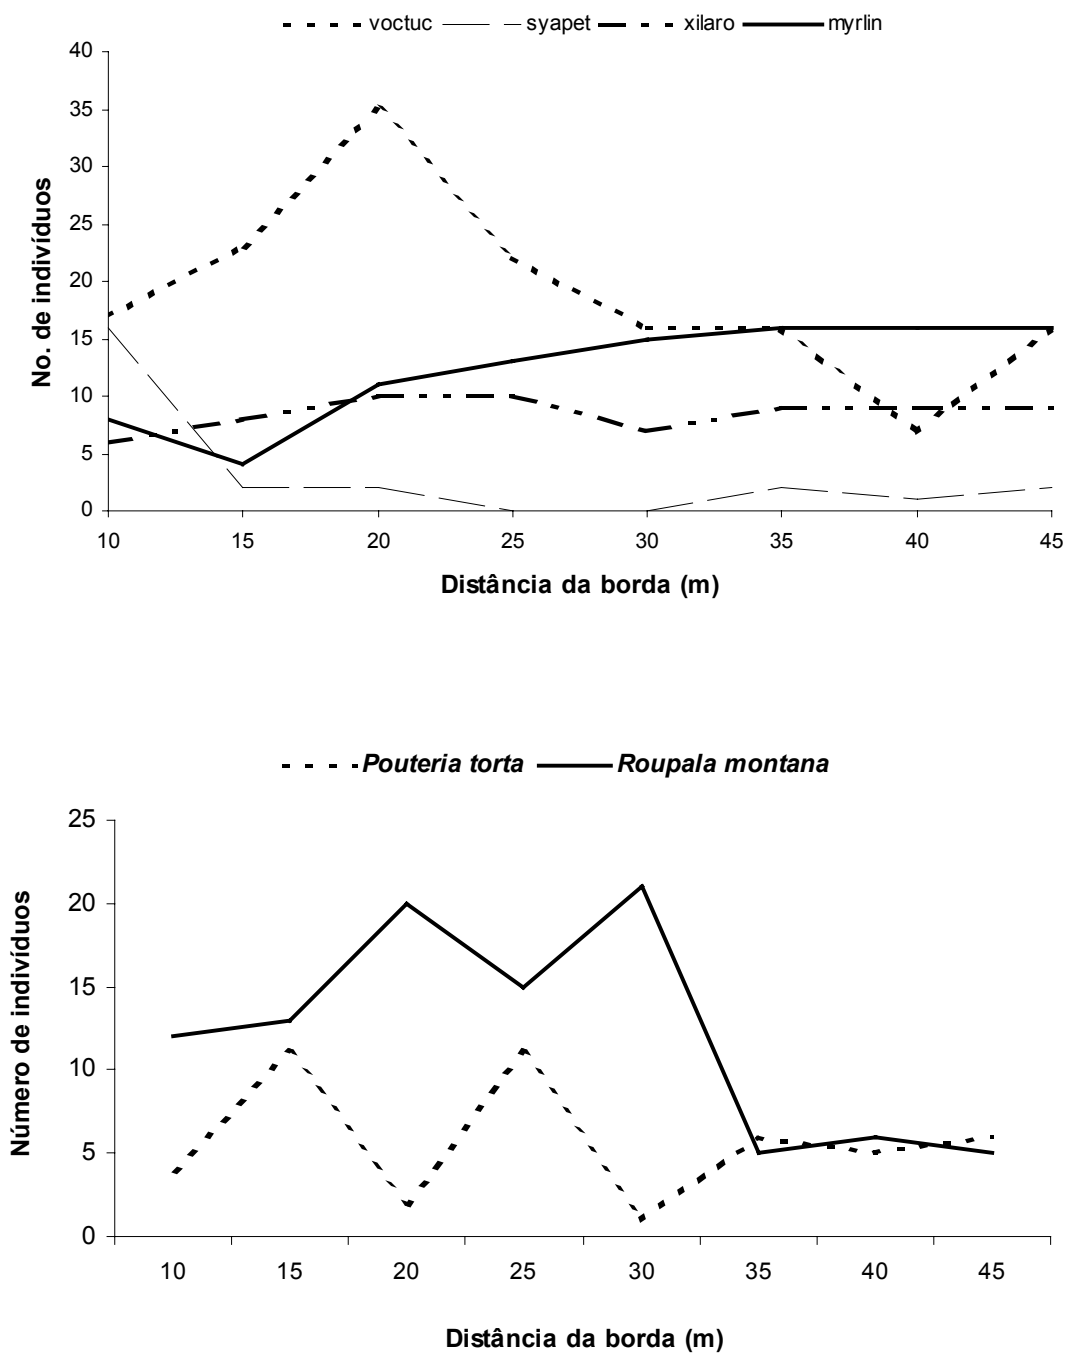 voctuc syapet xilaro myrlin
40
35
30
25
20
15
10
5
0
No. de indivíduos
10 15 20 25 30 35 40 45
Distância da borda (m)
Pouteria torta Roupala montana
25
20
15
10
5
0
Número de indivíduos
10 15 20 25 30 35 40 45
Distância da borda (m)